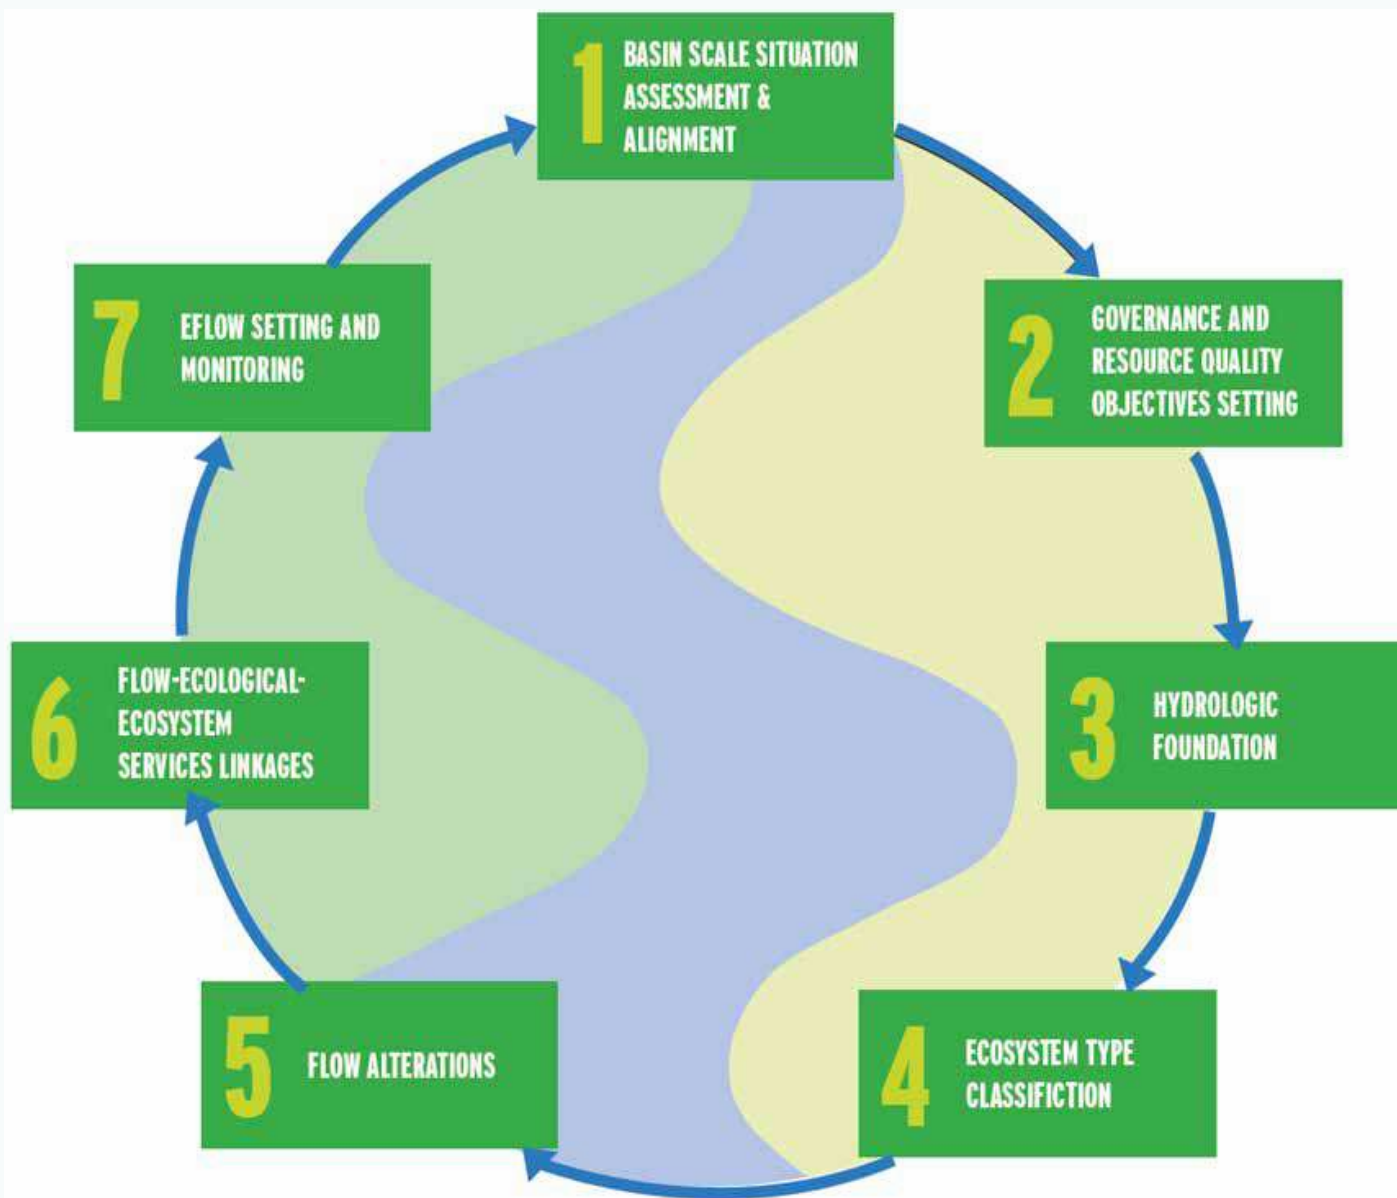 1
BASIN SCALE SITUATION
ASSESSMENT &
ALIGNMENT
2
GOVERNANCE AND
RESOURCE QUALITY
OBJECTIVES SETTING
3
HYDROLOGIC
FOUNDATION
4
ECOSYSTEM TYPE
CLASSIFICTION
5
FLOW ALTERATIONS
6
FLOW-ECOLOGICAL-
ECOSYSTEM
SERVICES LINKAGES
7
EFLOW SETTING AND
MONITORING